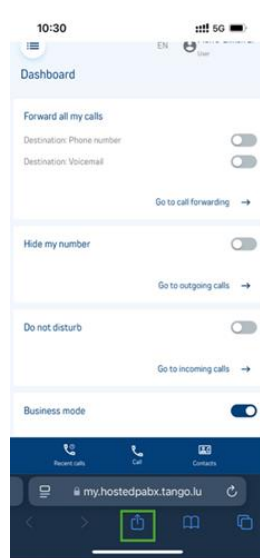 10:30 5G
EN
User
Dashboard
Forward all my calls
Destination: Phone number
Destination: Voicemail
Go to call forwarding →
Hide my number
Go to outgoing calls →
Do not disturb
Go to incoming calls →
Business mode
Recent calls Call Contacts
my.hostedpabx.tango.lu